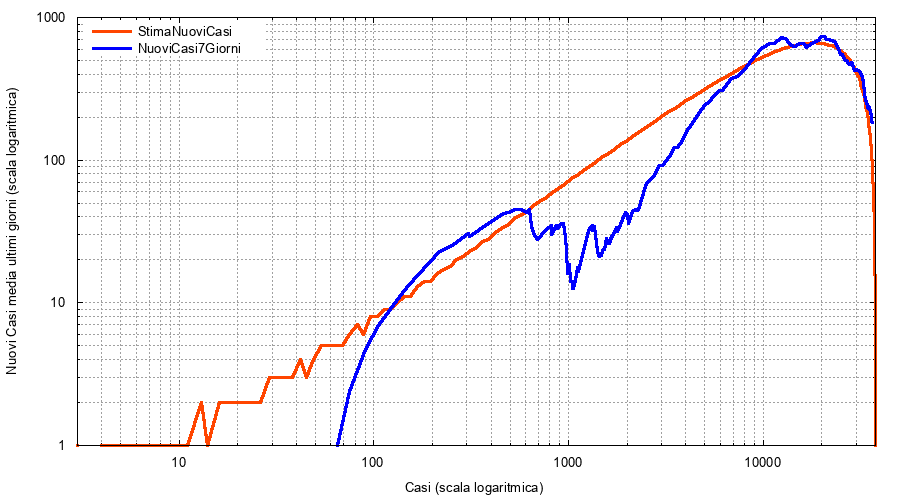 1000
StimaNuoviCasi
NuoviCasi7Giorni
100
10
1
Nuovi Casi media ultimi giorni (scala logaritmica)
10
100
1000
10000
Casi (scala logaritmica)